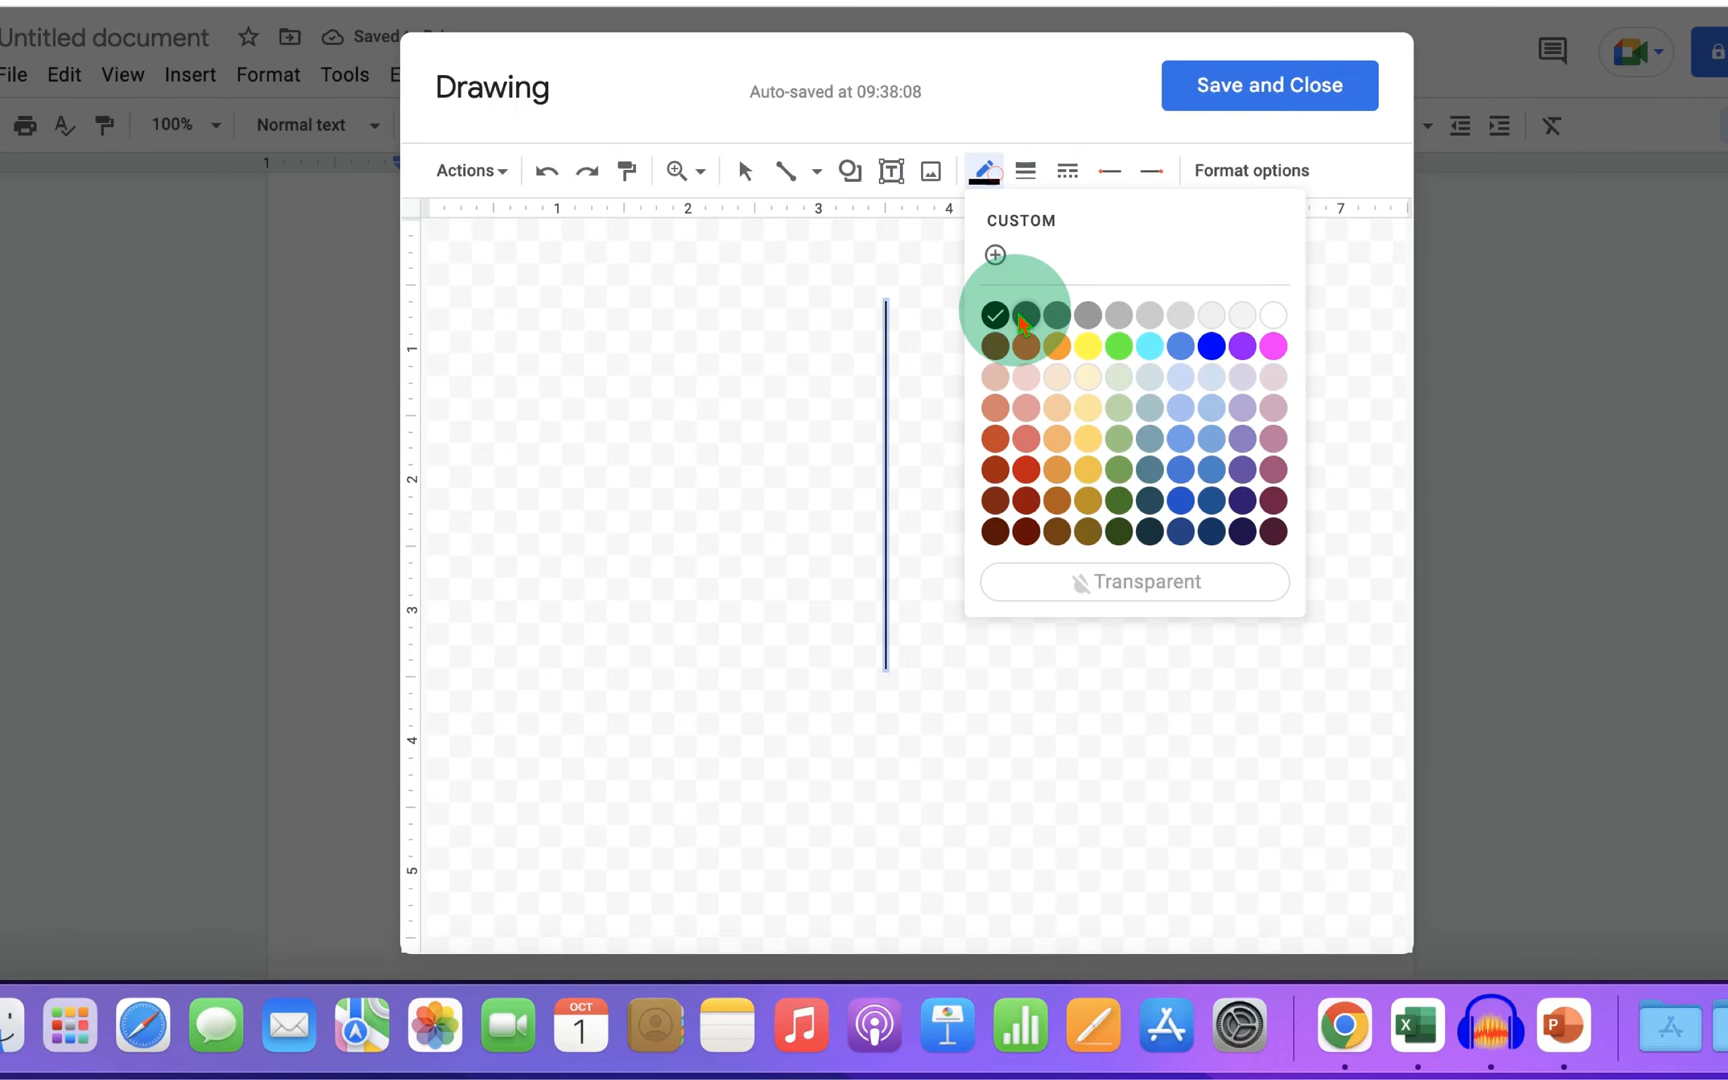 Untitled document
Saved
File Edit View Insert Format Tools E
Drawing
Auto-saved at 09:38:08
Save and Close
100% Normal text
Actions
Format options
1
1 2 3 4 7
CUSTOM
1
2
3
4
5
Transparent
OCT
1
X
P